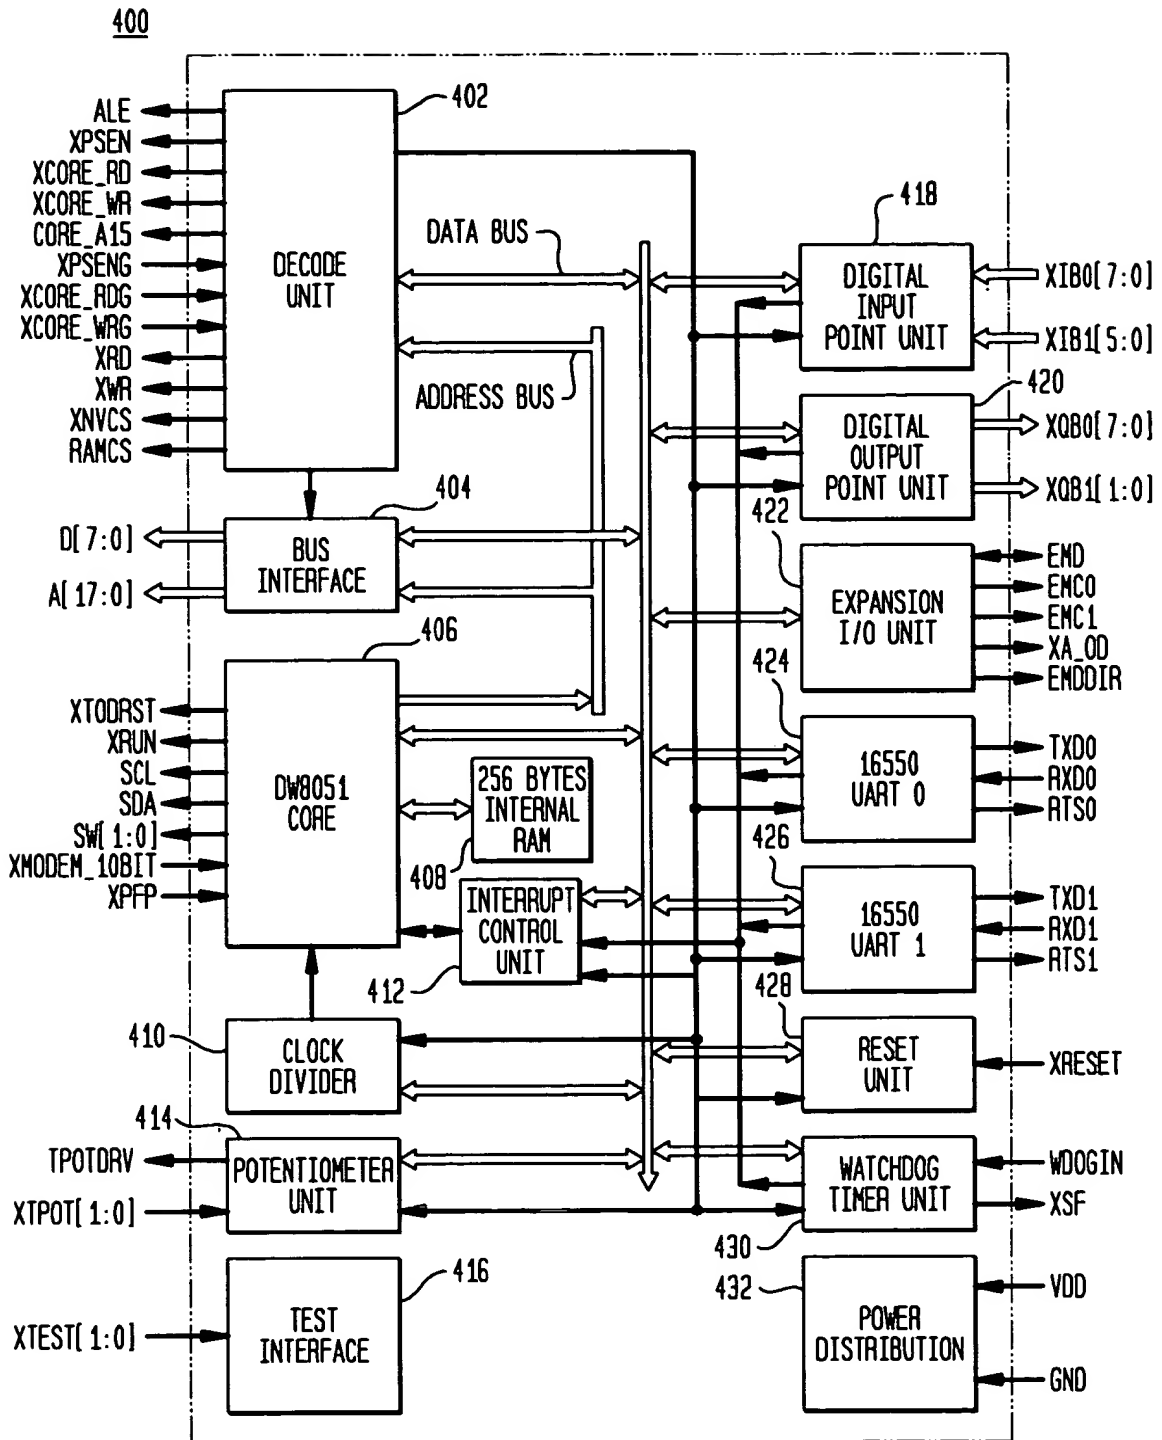 400
402
ALE
XPSEN
XCORE_RD
XCORE_WR
CORE_A15
XPSENG
XCORE_RDG
XCORE_WRG
XRD
XWR
XNVCS
RAMCS
DECODE
UNIT
DATA BUS
ADDRESS BUS
404
D[7:0]
A[17:0]
BUS
INTERFACE
406
XTODRST
XRUN
SCL
SDA
SW[1:0]
XMODEM_10BIT
XPFP
DW8051
CORE
256 BYTES
INTERNAL
RAM
408
INTERRUPT
CONTROL
UNIT
412
410
CLOCK
DIVIDER
414
TPOTDRV
XTPOT[1:0]
POTENTIOMETER
UNIT
416
XTEST[1:0]
TEST
INTERFACE
418
DIGITAL
INPUT
POINT UNIT
XIB0[7:0]
XIB1[5:0]
420
DIGITAL
OUTPUT
POINT UNIT
XQB0[7:0]
XQB1[1:0]
422
EXPANSION
I/O UNIT
EMD
EMC0
EMC1
XA_OD
EMDDIR
424
16550
UART 0
TXD0
RXD0
RTS0
426
16550
UART 1
TXD1
RXD1
RTS1
428
RESET
UNIT
XRESET
WATCHDOG
TIMER UNIT
WDOGIN
XSF
430
432
POWER
DISTRIBUTION
VDD
GND